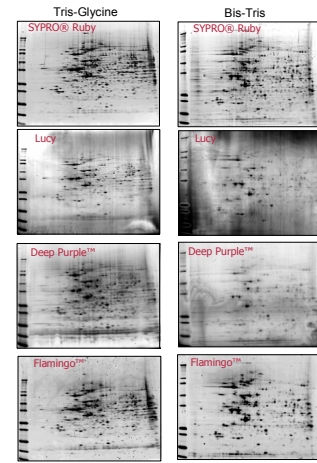 Tris-Glycine Bis-Tris
SYPRO® Ruby SYPRO® Ruby
Lucy Lucy
Deep Purple™ Deep Purple™
Flamingo™ Flamingo™